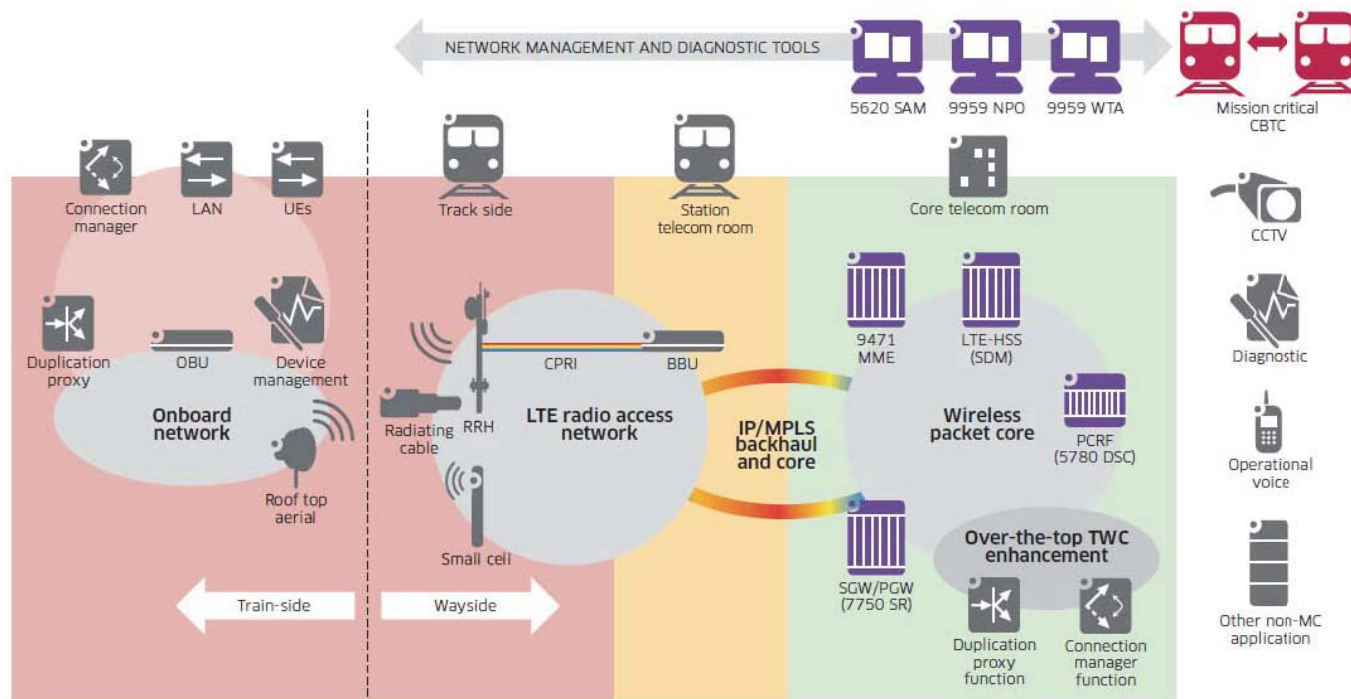 NETWORK MANAGEMENT AND DIAGNOSTIC TOOLS
5620 SAM
9959 NPO
9959 WTA
Mission critical
CBTC
Connection
manager
LAN
UEs
Track side
Station
telecom room
Core telecom room
CCTV
Duplication
proxy
OBU
Device
management
CPRI
BBU
9471
MME
LTE-HSS
(SDM)
Diagnostic
Onboard
network
Radiating
cable
RRH
LTE radio access
network
IP/MPLS
backhaul
and core
Wireless
packet core
PCRF
(5780 DSC)
Operational
voice
Roof top
aerial
Small cell
Over-the-top TWC
enhancement
SGW/PGW
(7750 SR)
Train-side
Wayside
Duplication
proxy
function
Connection
manager
function
Other non-MC
application